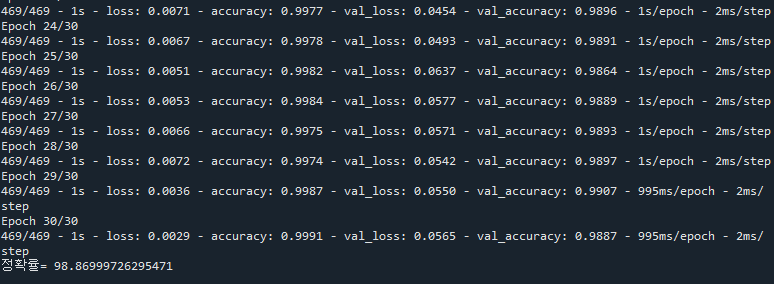 469/469 - 1s - loss: 0.0071 - accuracy: 0.9977 - val_loss: 0.0454 - val_accuracy: 0.9896 - 1s/epoch - 2ms/step
Epoch 24/30
469/469 - 1s - loss: 0.0067 - accuracy: 0.9978 - val_loss: 0.0493 - val_accuracy: 0.9891 - 1s/epoch - 2ms/step
Epoch 25/30
469/469 - 1s - loss: 0.0051 - accuracy: 0.9982 - val_loss: 0.0637 - val_accuracy: 0.9864 - 1s/epoch - 2ms/step
Epoch 26/30
469/469 - 1s - loss: 0.0053 - accuracy: 0.9984 - val_loss: 0.0577 - val_accuracy: 0.9889 - 1s/epoch - 2ms/step
Epoch 27/30
469/469 - 1s - loss: 0.0066 - accuracy: 0.9975 - val_loss: 0.0571 - val_accuracy: 0.9893 - 1s/epoch - 2ms/step
Epoch 28/30
469/469 - 1s - loss: 0.0072 - accuracy: 0.9974 - val_loss: 0.0542 - val_accuracy: 0.9897 - 1s/epoch - 2ms/step
Epoch 29/30
469/469 - 1s - loss: 0.0036 - accuracy: 0.9987 - val_loss: 0.0550 - val_accuracy: 0.9907 - 995ms/epoch - 2ms/
step
Epoch 30/30
469/469 - 1s - loss: 0.0029 - accuracy: 0.9991 - val_loss: 0.0565 - val_accuracy: 0.9887 - 995ms/epoch - 2ms/
step
정확률= 98.86999726295471